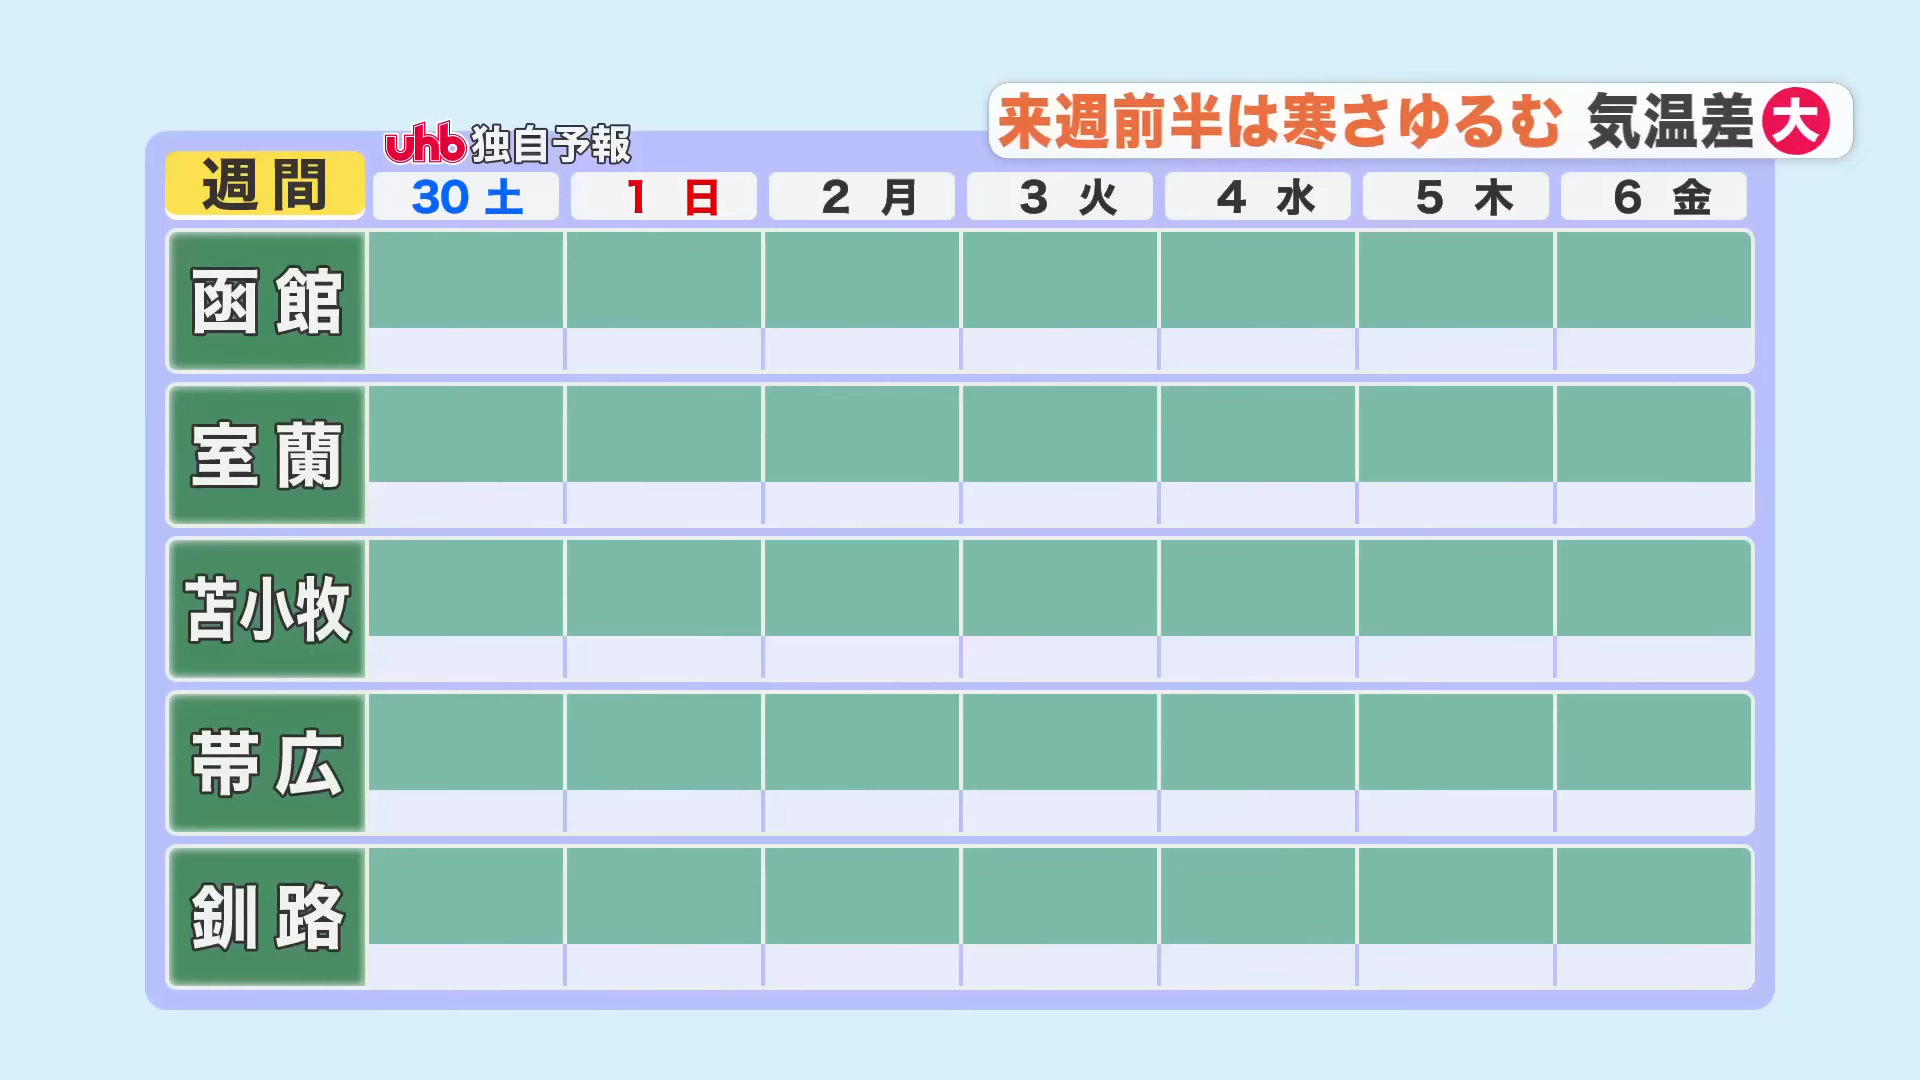 来週前半は寒さゆるむ 気温差大
uhb独自予報
週間 30土 1日 2月 3火 4水 5木 6金
函館
室蘭
苫小牧
帯広
釧路